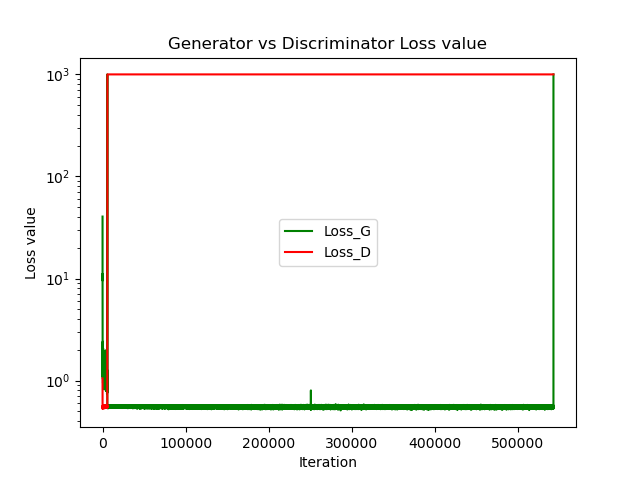 Generator vs Discriminator Loss value
10³
10²
10¹
10⁰
Loss value
Loss_G
Loss_D
0 100000 200000 300000 400000 500000
Iteration